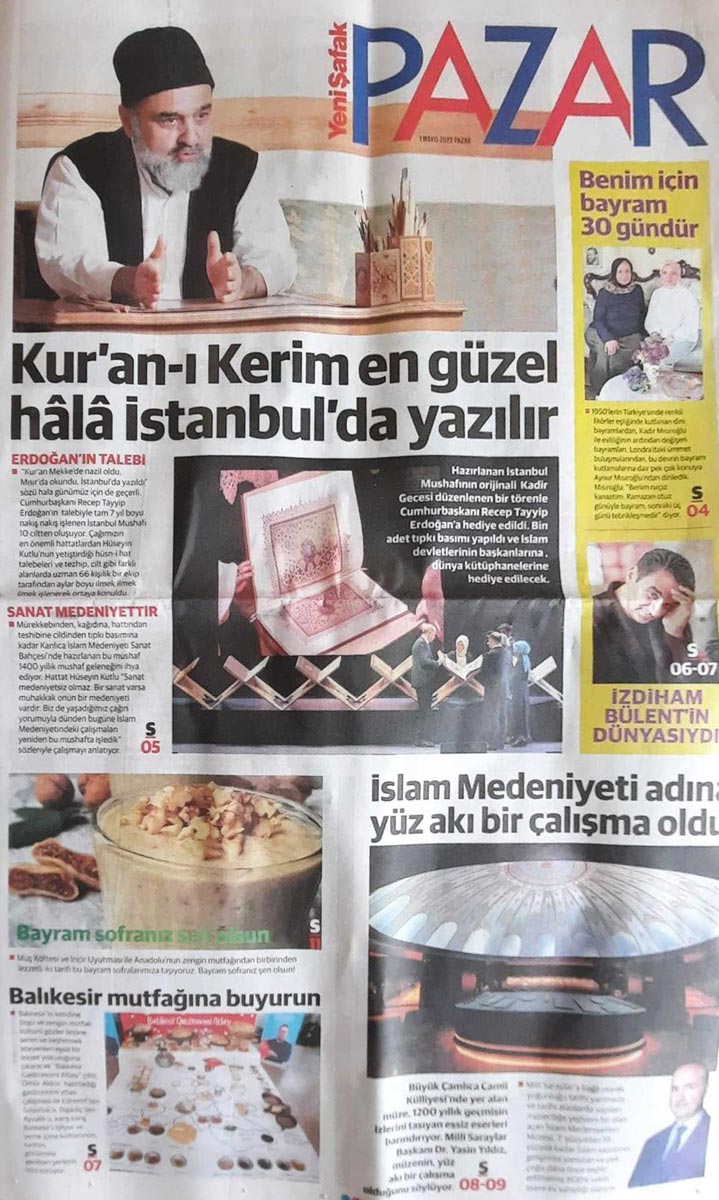 Yeni Şafak
PAZAR
1 MAYIS 2022 PAZAR
Benim için
bayram
30 gündür
1950'lerin Türkiye'sinde renkli
bayramlardan, Kadir Mısıroğlu
ile evliliğinin ardından değişen
bayramları, Londra'daki ümmet
buluşmalarından, bu devrin bayram
kutlamalarına dair pek çok konuyu
Aynur Mısıroğlu'ndan dinledik.
Mısıroğlu, "Benim naçiz
kanaatim: Ramazan otuz
günüyle bayram, sonraki üç
günü tebrikleşmedir" diyor.
S
04
Kur'an-ı Kerim en güzel
hâlâ İstanbul'da yazılır
ERDOĞAN'IN TALEBİ
"Kur'an Mekke'de nazil oldu,
Mısır'da okundu, İstanbul'da yazıldı"
sözü hala günümüz için de geçerli.
Cumhurbaşkanı Recep Tayyip
Erdoğan'ın talebiyle tam 7 yıl boyu
nakış nakış işlenen İstanbul Mushafı
10 ciltten oluşuyor. Çağımızın
en önemli hattatlardan Hüseyin
Kutlu'nun yetiştirdiği hüsn-i hat
talebeleri ve tezhip, cilt gibi farklı
alanlarda uzman 66 kişilik bir ekip
tarafından aylar boyu ilmek ilmek
ilmek işlenerek ortaya konuldu.
SANAT MEDENİYETTİR
Mürekkebinden, kağıdına, hattından
teshibine cildinden tıpkı basımına
kadar Kanlıca İslam Medeniyeti Sanat
Bahçesi'nde hazırlanan bu mushaf
1400 yıllık mushaf geleneğini ihya
ediyor. Hattat Hüseyin Kutlu "Sanat
medeniyetsiz olmaz. Bir sanat varsa
muhakkak onun bir medeniyeti
vardır. Biz de yaşadığımız çağın
yorumuyla dünden bugüne İslam
Medeniyetindeki çalışmaları
yeniden bu mushafta işledik"
sözleriyle çalışmayı anlatıyor.
S
05
Hazırlanan İstanbul
Mushafının orijinali Kadir
Gecesi düzenlenen bir törenle
Cumhurbaşkanı Recep Tayyip
Erdoğan'a hediye edildi. Bin
adet tıpkı basımı yapıldı ve İslam
devletlerinin başkanlarına,
dünya kütüphanelerine
hediye edilecek.
S
06-07
İZDİHAM
BÜLENT'İN
DÜNYASIYDI
Bayram sofranız şen olsun
S
11
Muş Köftesi ve İncir Uyutması ile Anadolu'nun zengin mutfağından birbirinden
lezzetli iki tarifi bu bayram sofralarımıza taşıyoruz. Bayram sofranız şen olsun!
Balıkesir mutfağına buyurun
Balıkesir'in kendine
özgü ve zengin mutfak
S
07
İslam Medeniyeti adına
yüz akı bir çalışma oldu
Büyük Çamlıca Camii
Külliyesi'nde yer alan
müze, 1200 yıllık geçmişin
izlerini taşıyan eşsiz eserleri
barındırıyor. Milli Saraylar
Başkanı Dr. Yasin Yıldız,
müzenin, yüz
akı bir çalışma
olduğunu söylüyor.
S
08-09